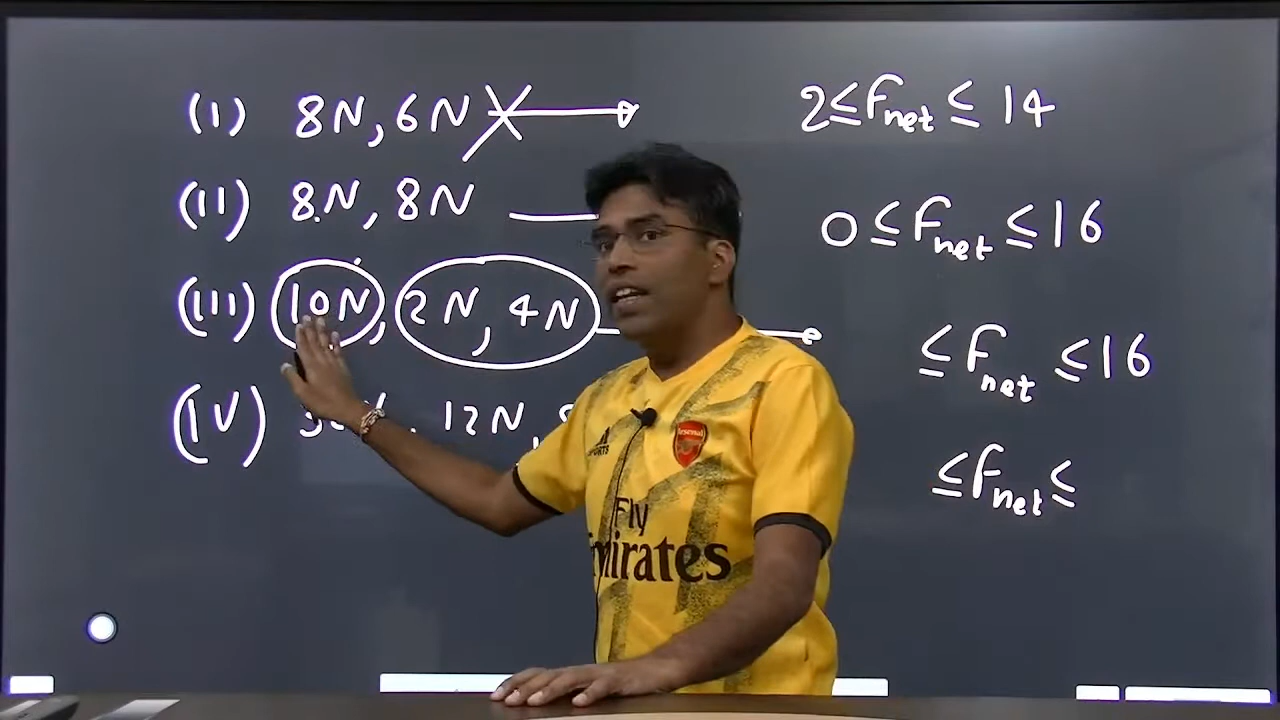 (I) 8N, 6N 2 ≤ Fnet ≤ 14
(II) 8N, 8N 0 ≤ Fnet ≤ 16
(III) 10N, 2N, 4N ≤ Fnet ≤ 16
(IV) 12N, ≤ Fnet ≤
Arsenal
Fly
Emirates